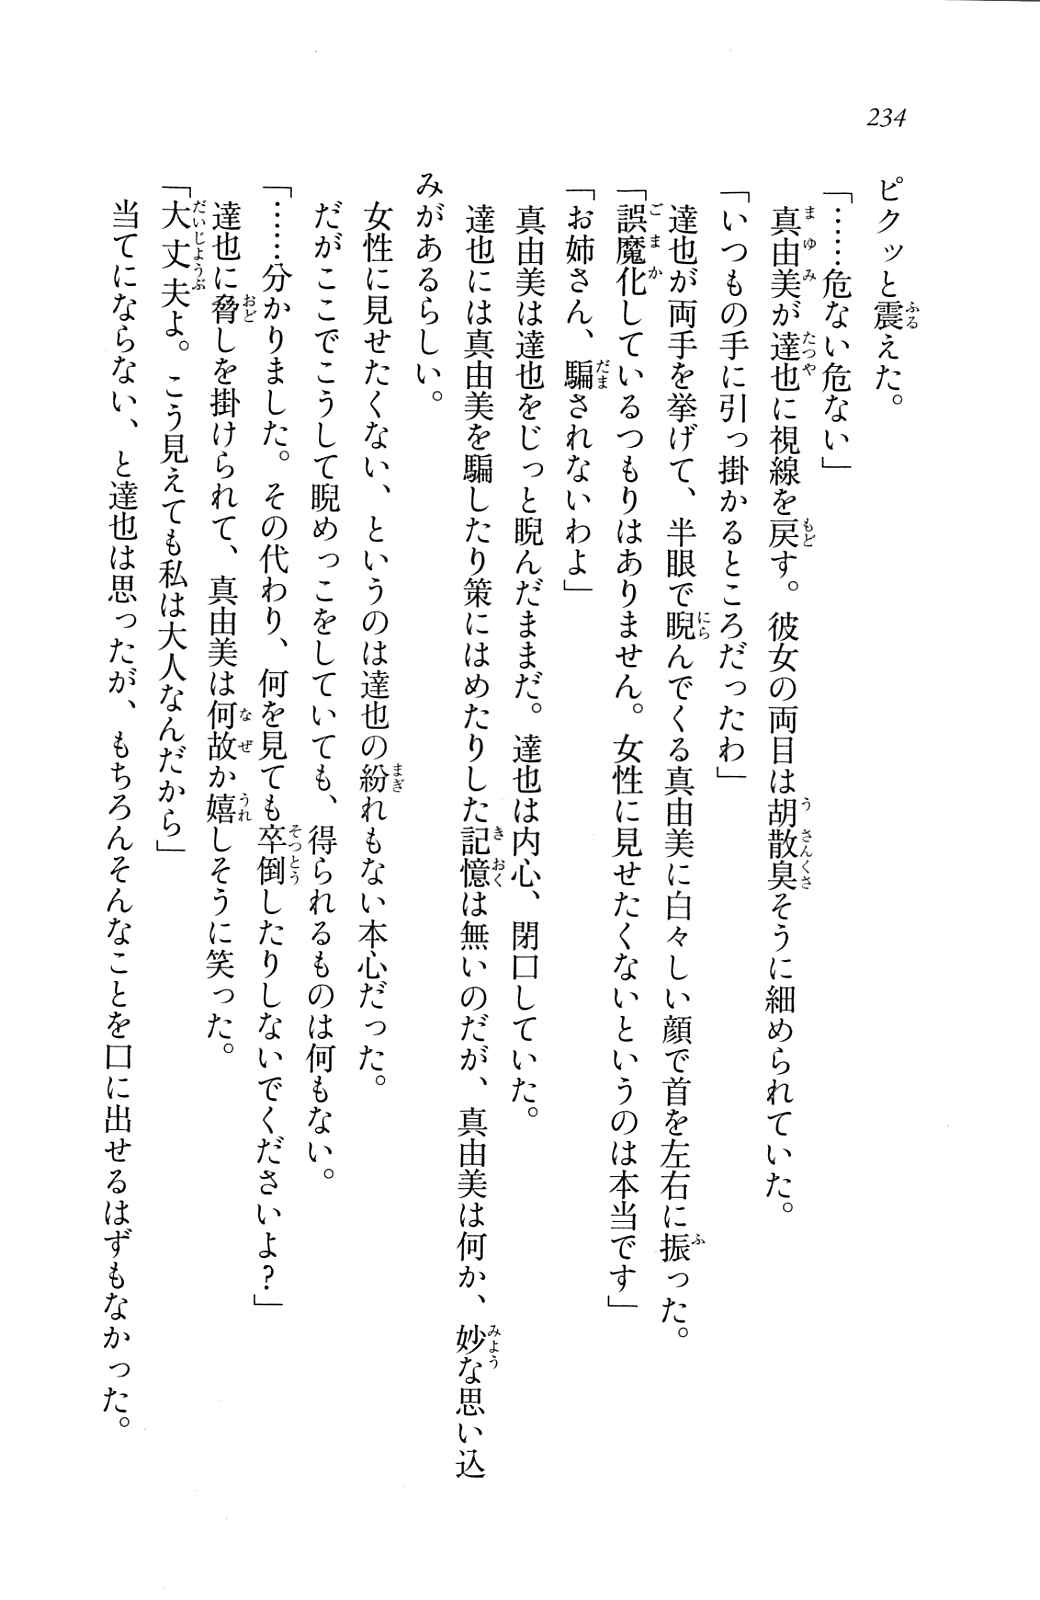 234
ピクッと震えた。
「……危ない危ない」
真由美が達也に視線を戻す。彼女の両目は胡散臭そうに細められていた。
「いつもの手に引っ掛かるところだったわ」
達也が両手を挙げて、半眼で睨んでくる真由美に白々しい顔で首を左右に振った。
「誤魔化しているつもりはありません。女性に見せたくないというのは本当です」
「お姉さん、騙されないわよ」
真由美は達也をじっと睨んだままだ。達也は内心、閉口していた。
達也には真由美を騙したり策にはめたりした記憶は無いのだが、真由美は何か、妙な思い込
みがあるらしい。
女性に見せたくない、というのは達也の紛れもない本心だった。
だがここでこうして睨めっこをしていても、得られるものは何もない。
「……分かりました。その代わり、何を見ても卒倒したりしないでくださいよ？」
達也に脅しを掛けられて、真由美は何故か嬉しそうに笑った。
「大丈夫よ。こう見えても私は大人なんだから」
当てにならない、と達也は思ったが、もちろんそんなことを口に出せるはずもなかった。